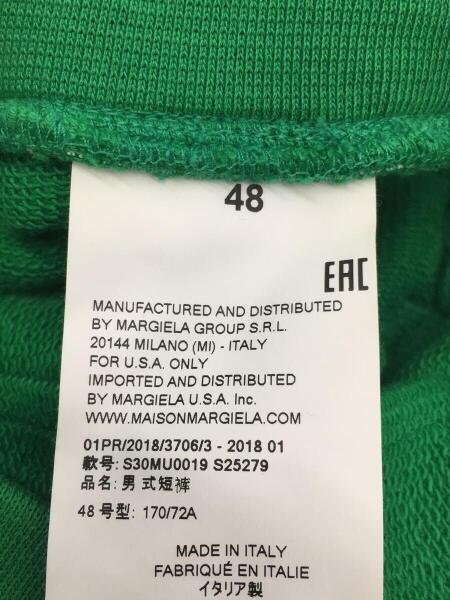 48
EAC
MANUFACTURED AND DISTRIBUTED
BY MARGIELA GROUP S.R.L.
20144 MILANO (MI) - ITALY
FOR U.S.A. ONLY
IMPORTED AND DISTRIBUTED
BY MARGIELA U.S.A. Inc.
WWW.MAISONMARGIELA.COM
01PR/2018/3706/3 - 2018 01
款号: S30MU0019 S25279
品名: 男式短裤
48 号型: 170/72A
MADE IN ITALY
FABRIQUÉ EN ITALIE
イタリア製